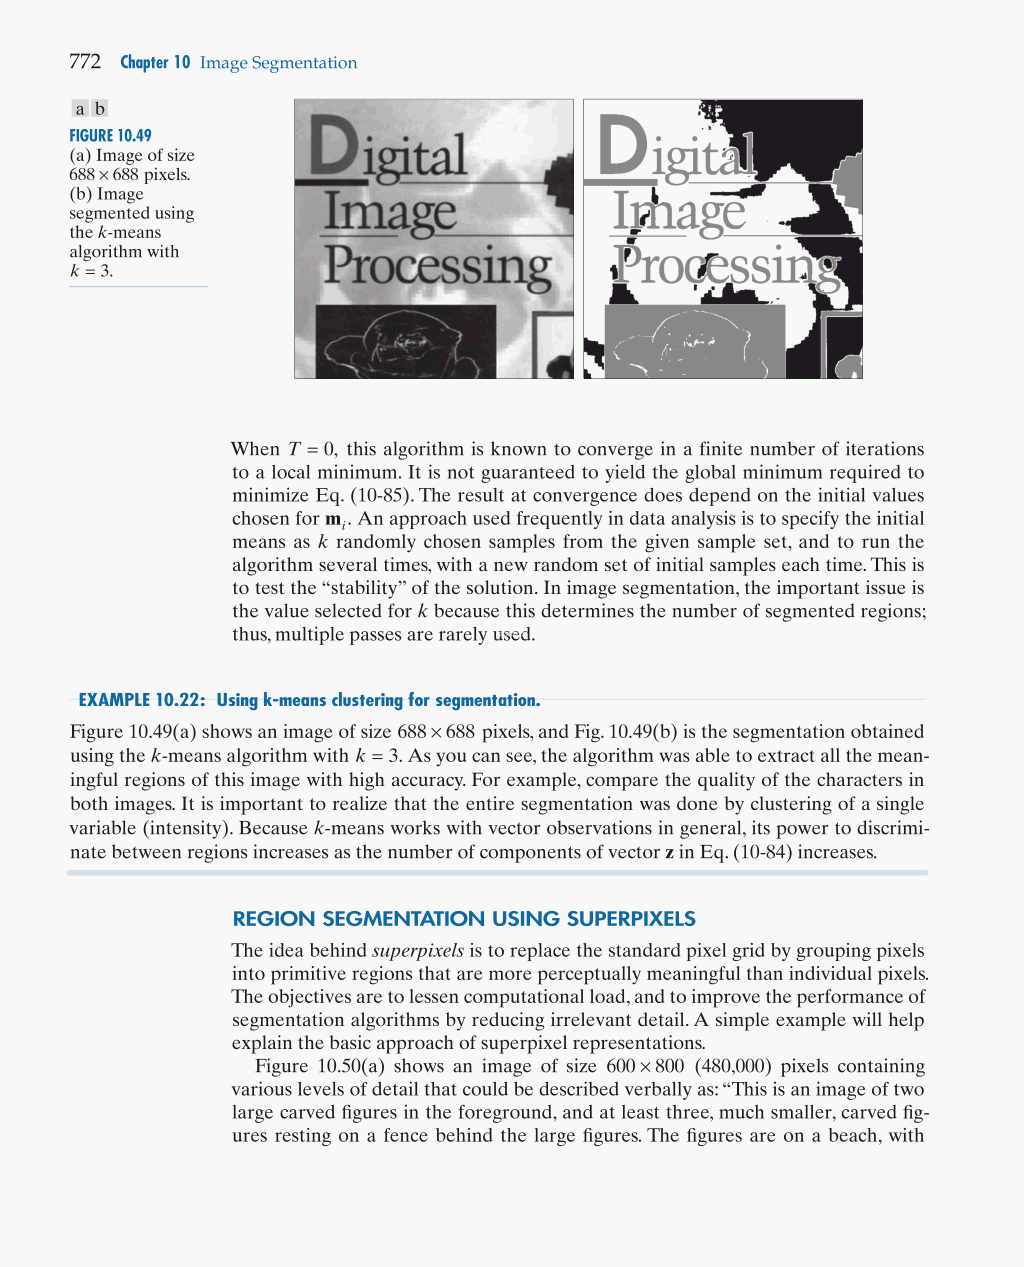 772 Chapter 10 Image Segmentation
a b
FIGURE 10.49
(a) Image of size
688 × 688 pixels.
(b) Image
segmented using
the k-means
algorithm with
k = 3.
Digital
Image
Processing
Digital
Image
Processing
When T = 0, this algorithm is known to converge in a finite number of iterations
to a local minimum. It is not guaranteed to yield the global minimum required to
minimize Eq. (10-85). The result at convergence does depend on the initial values
chosen for mᵢ. An approach used frequently in data analysis is to specify the initial
means as k randomly chosen samples from the given sample set, and to run the
algorithm several times, with a new random set of initial samples each time. This is
to test the “stability” of the solution. In image segmentation, the important issue is
the value selected for k because this determines the number of segmented regions;
thus, multiple passes are rarely used.
EXAMPLE 10.22: Using k-means clustering for segmentation.
Figure 10.49(a) shows an image of size 688 × 688 pixels, and Fig. 10.49(b) is the segmentation obtained
using the k-means algorithm with k = 3. As you can see, the algorithm was able to extract all the mean-
ingful regions of this image with high accuracy. For example, compare the quality of the characters in
both images. It is important to realize that the entire segmentation was done by clustering of a single
variable (intensity). Because k-means works with vector observations in general, its power to discrimi-
nate between regions increases as the number of components of vector z in Eq. (10-84) increases.
REGION SEGMENTATION USING SUPERPIXELS
The idea behind superpixels is to replace the standard pixel grid by grouping pixels
into primitive regions that are more perceptually meaningful than individual pixels.
The objectives are to lessen computational load, and to improve the performance of
segmentation algorithms by reducing irrelevant detail. A simple example will help
explain the basic approach of superpixel representations.
Figure 10.50(a) shows an image of size 600 × 800 (480,000) pixels containing
various levels of detail that could be described verbally as: “This is an image of two
large carved figures in the foreground, and at least three, much smaller, carved fig-
ures resting on a fence behind the large figures. The figures are on a beach, with